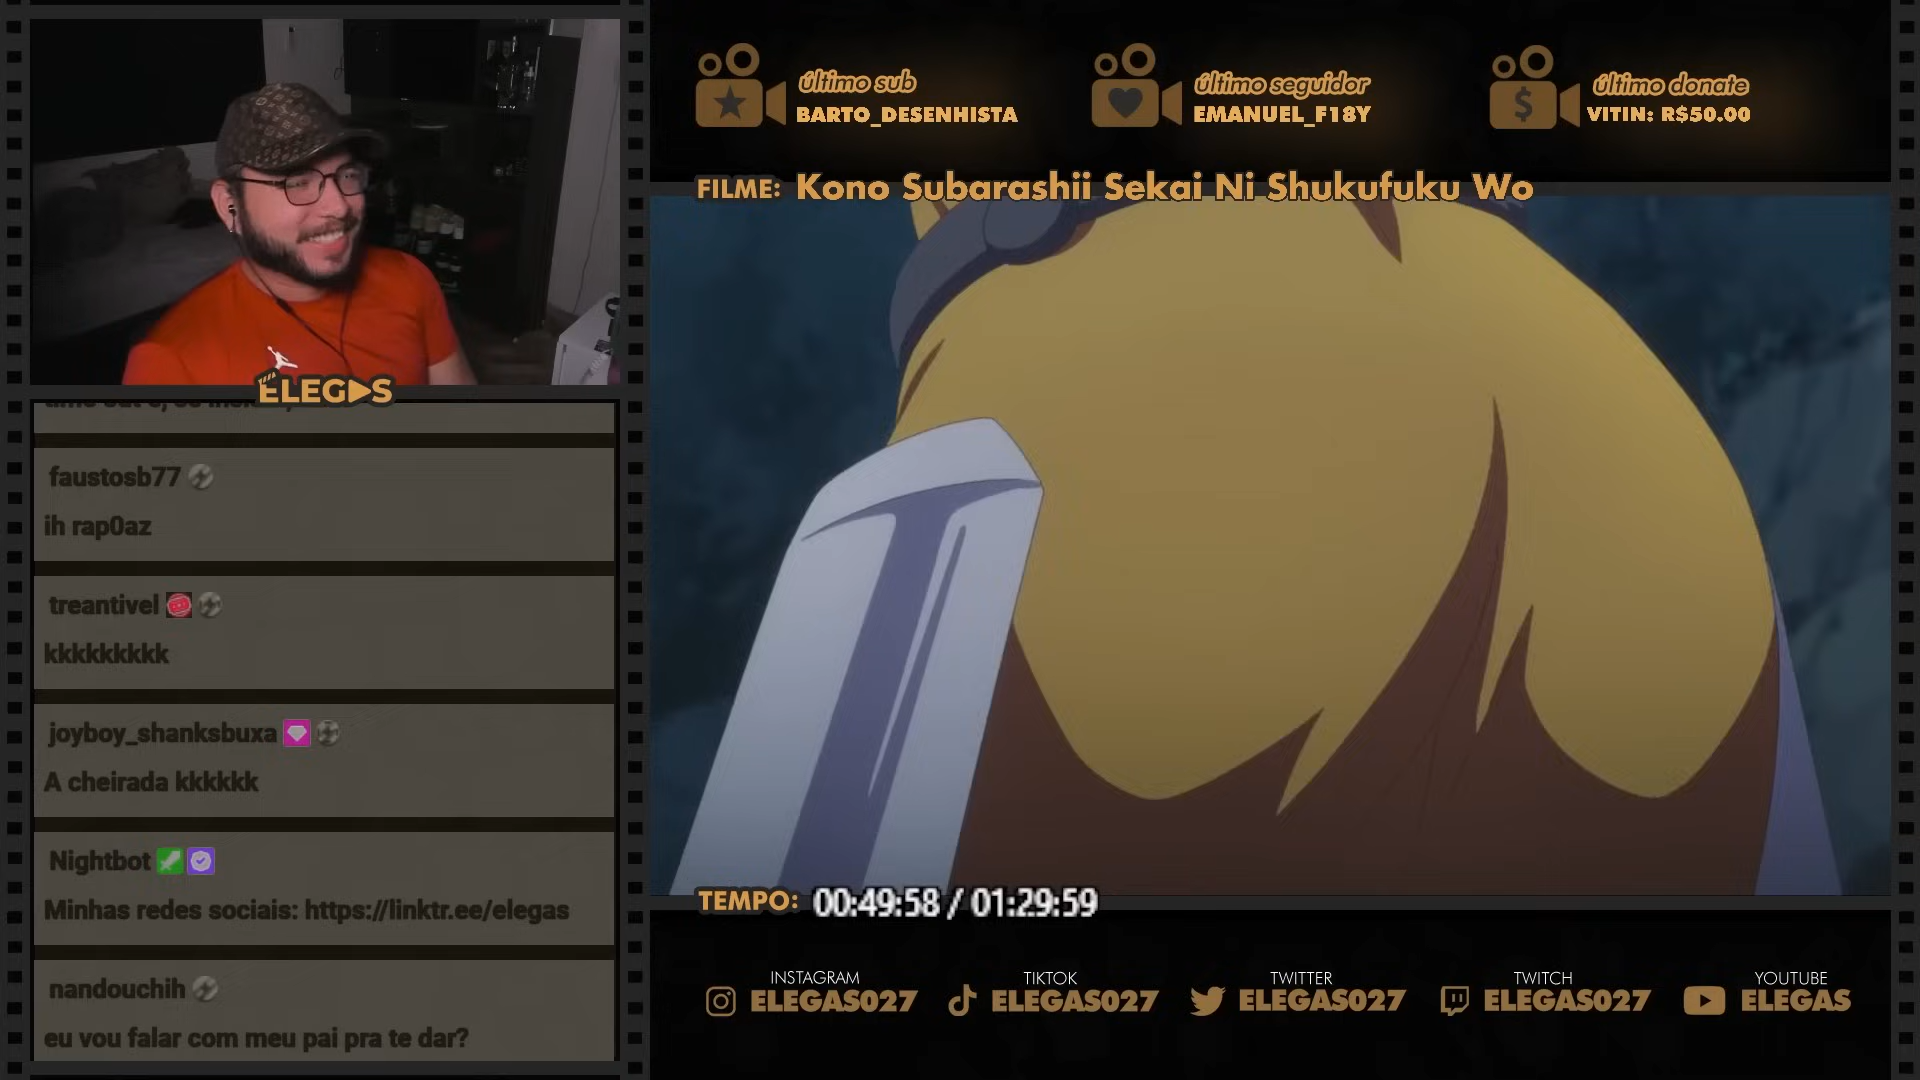 último sub
BARTO_DESENHISTA
último seguidor
EMANUEL_F18Y
último donate
VITIN: R$50.00
FILME: Kono Subarashii Sekai Ni Shukufuku Wo
ELEGAS
faustosb77
ih rap0az
treantivel
kkkkkkkkk
joyboy_shanksbuxa
A cheirada kkkkkk
Nightbot
Minhas redes sociais: https://linktr.ee/elegas
nandouchih
eu vou falar com meu pai pra te dar?
TEMPO: 00:49:58 / 01:29:59
INSTAGRAM
ELEGAS027
TIKTOK
ELEGAS027
TWITTER
ELEGAS027
TWITCH
ELEGAS027
YOUTUBE
ELEGAS